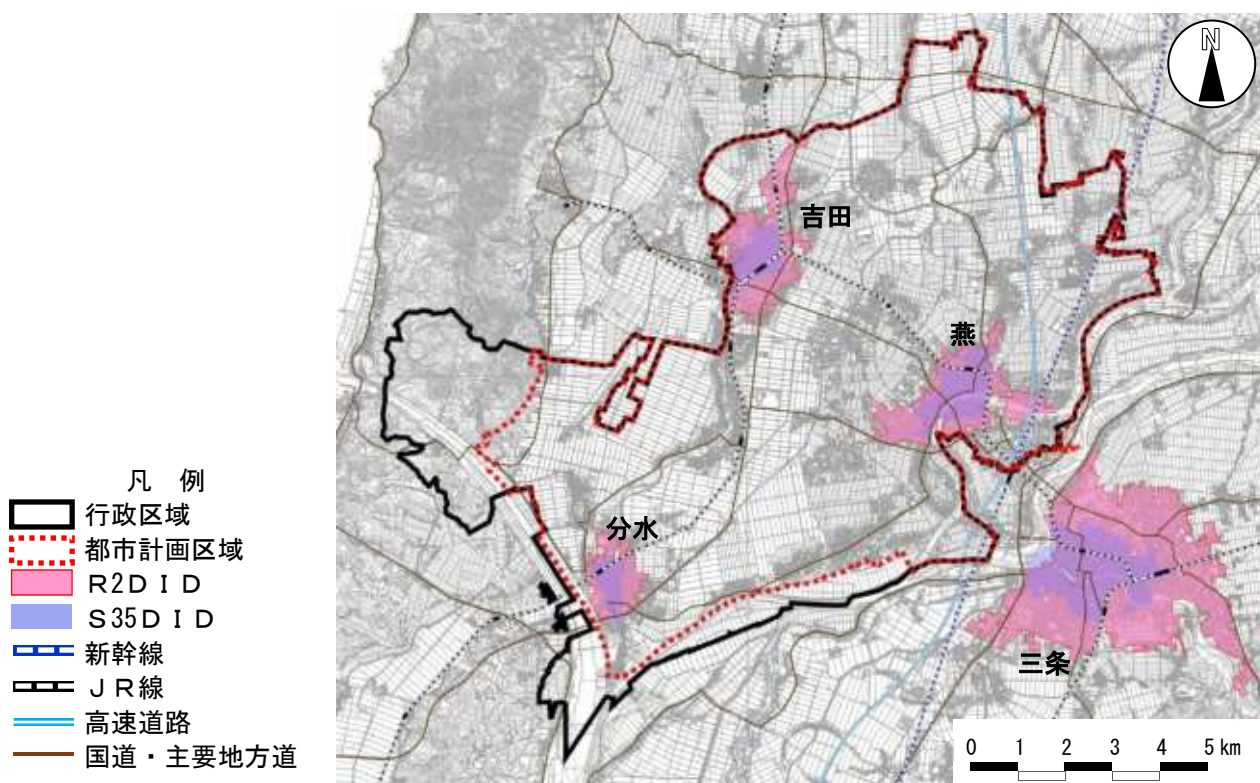 N
吉田
燕
分水
三条
凡 例
行政区域
都市計画区域
R2DID
S35DID
新幹線
JR線
高速道路
国道・主要地方道
0 1 2 3 4 5 km